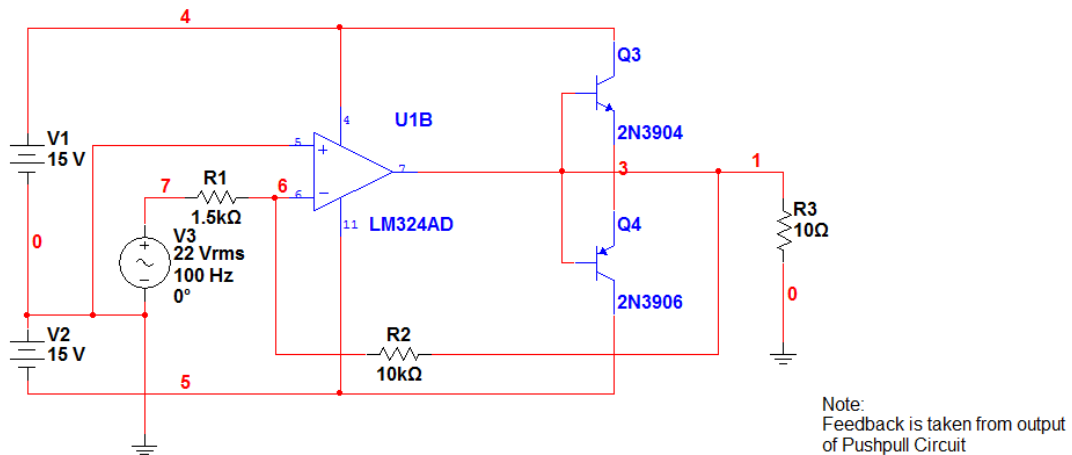 4
Q3
4
U1B
V1
15 V
5
2N3904
7
R1
6
7
3
1
6
1.5kΩ
11
LM324AD
Q4
R3
10Ω
0
V3
22 Vrms
100 Hz
0°
0
2N3906
V2
15 V
R2
10kΩ
5
Note:
Feedback is taken from output
of Pushpull Circuit